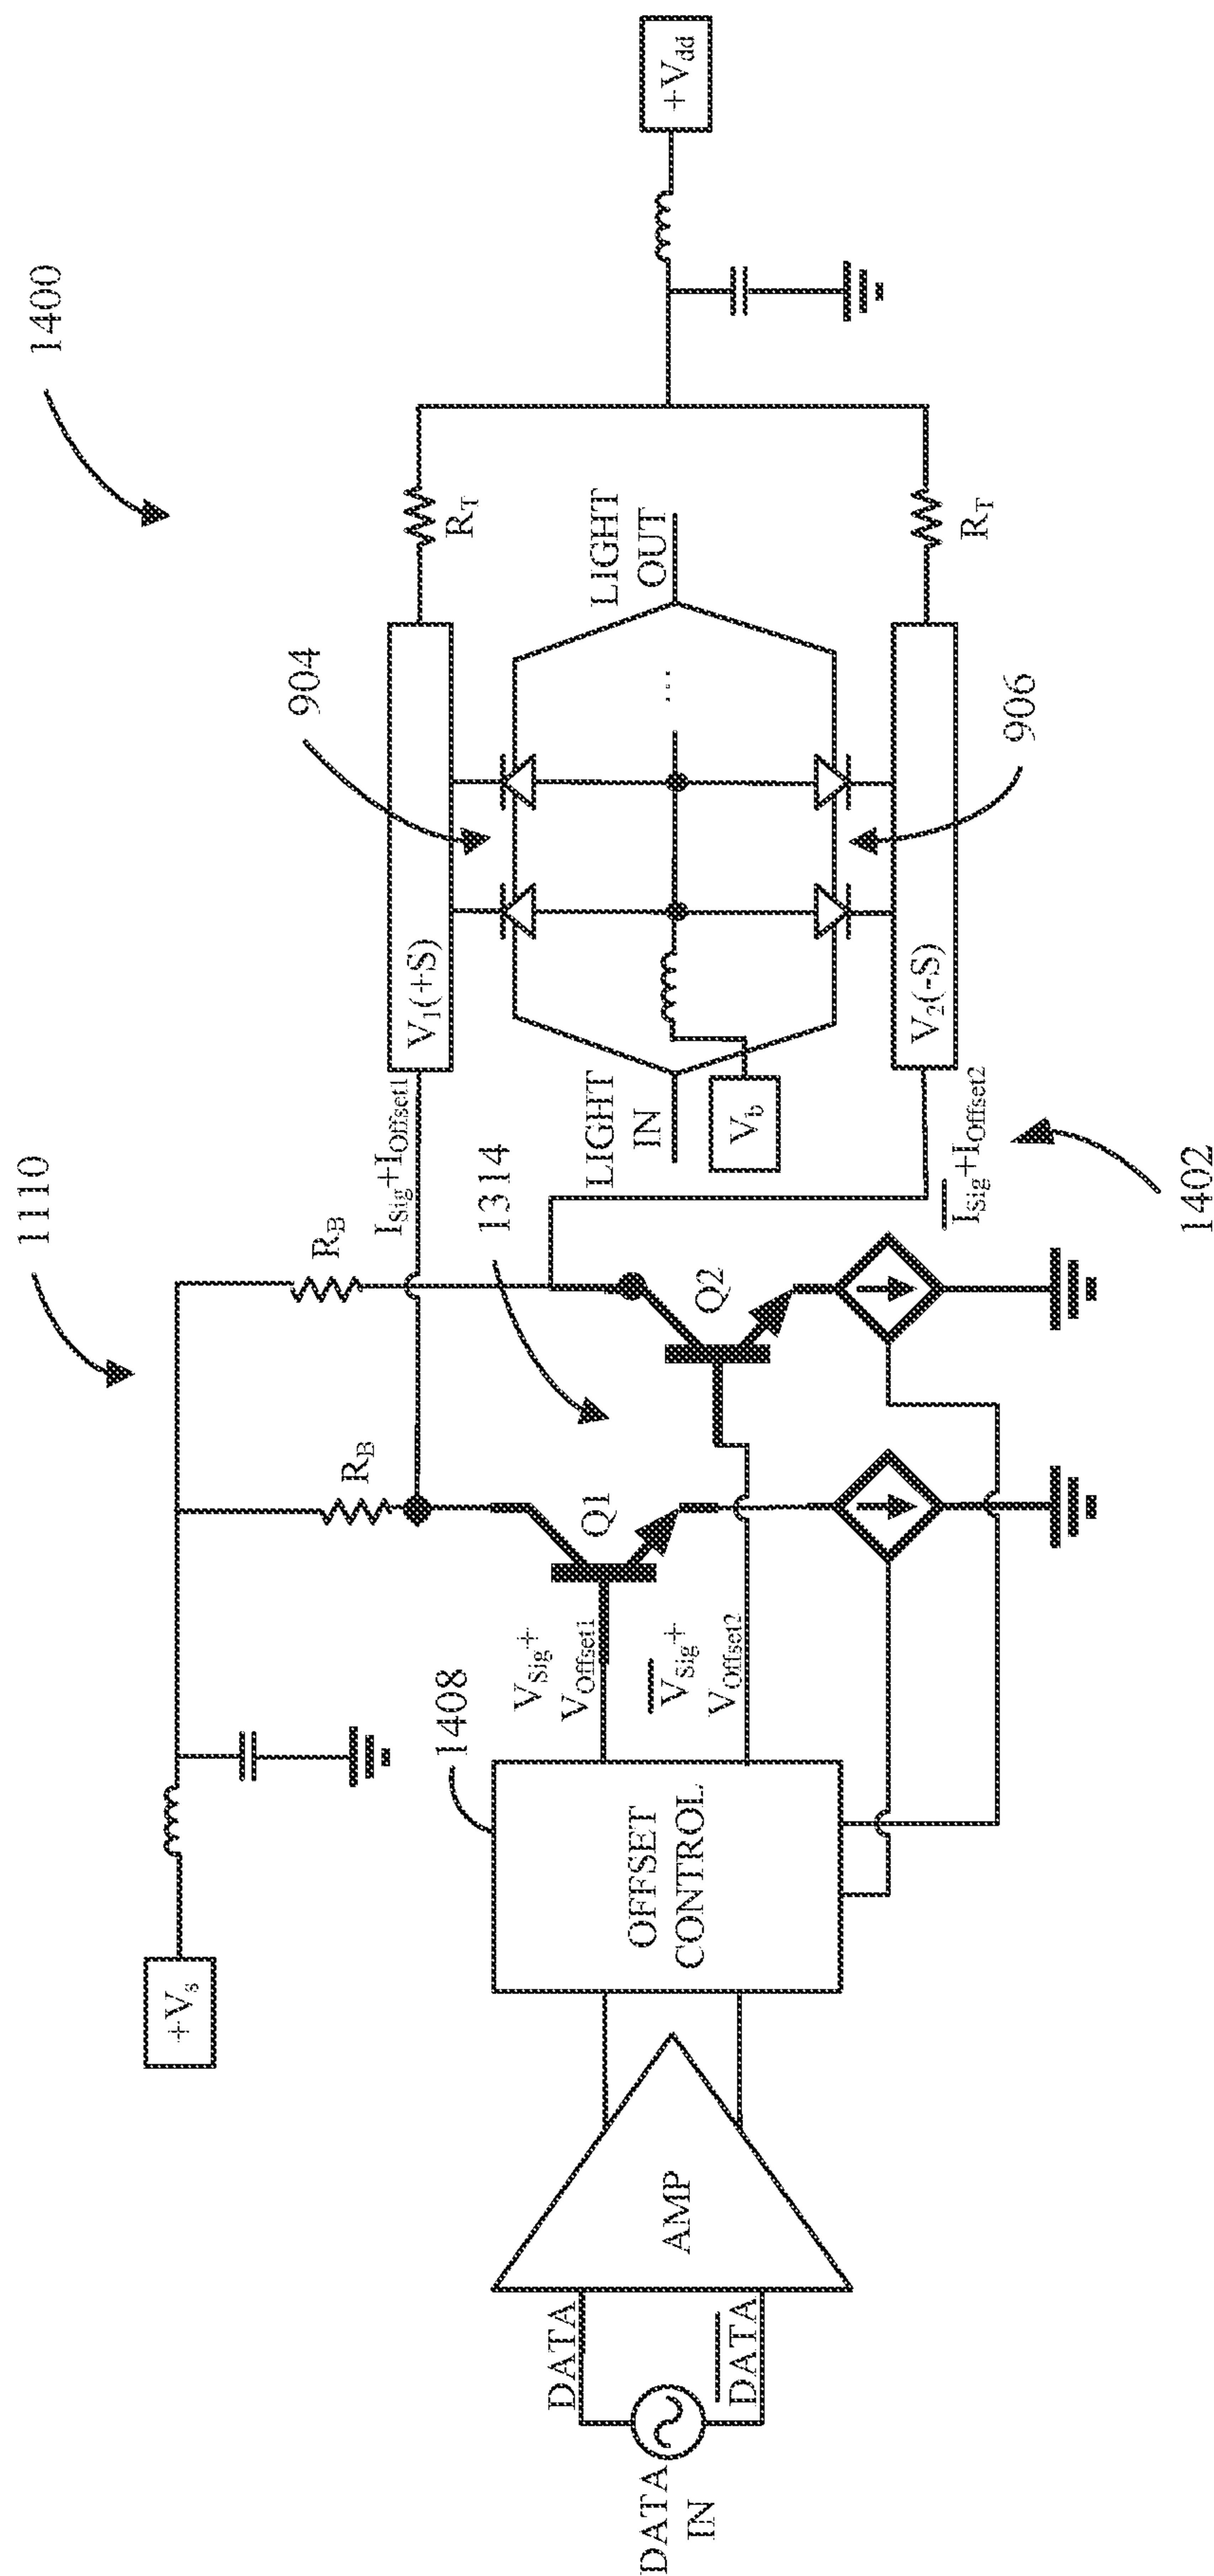 1400
1110
+Vs
+Vdd
RB
RB
ISig+IOffset1
V1(+S)
RT
904
1314
LIGHT
IN
LIGHT
OUT
...
Vb
906
V2(-S)
RT
ISig+IOffset2
1402
Q1
Q2
1408
VSig+
VOffset1
VSig+
VOffset2
OFFSET
CONTROL
AMP
DATA
DATA
DATA
IN